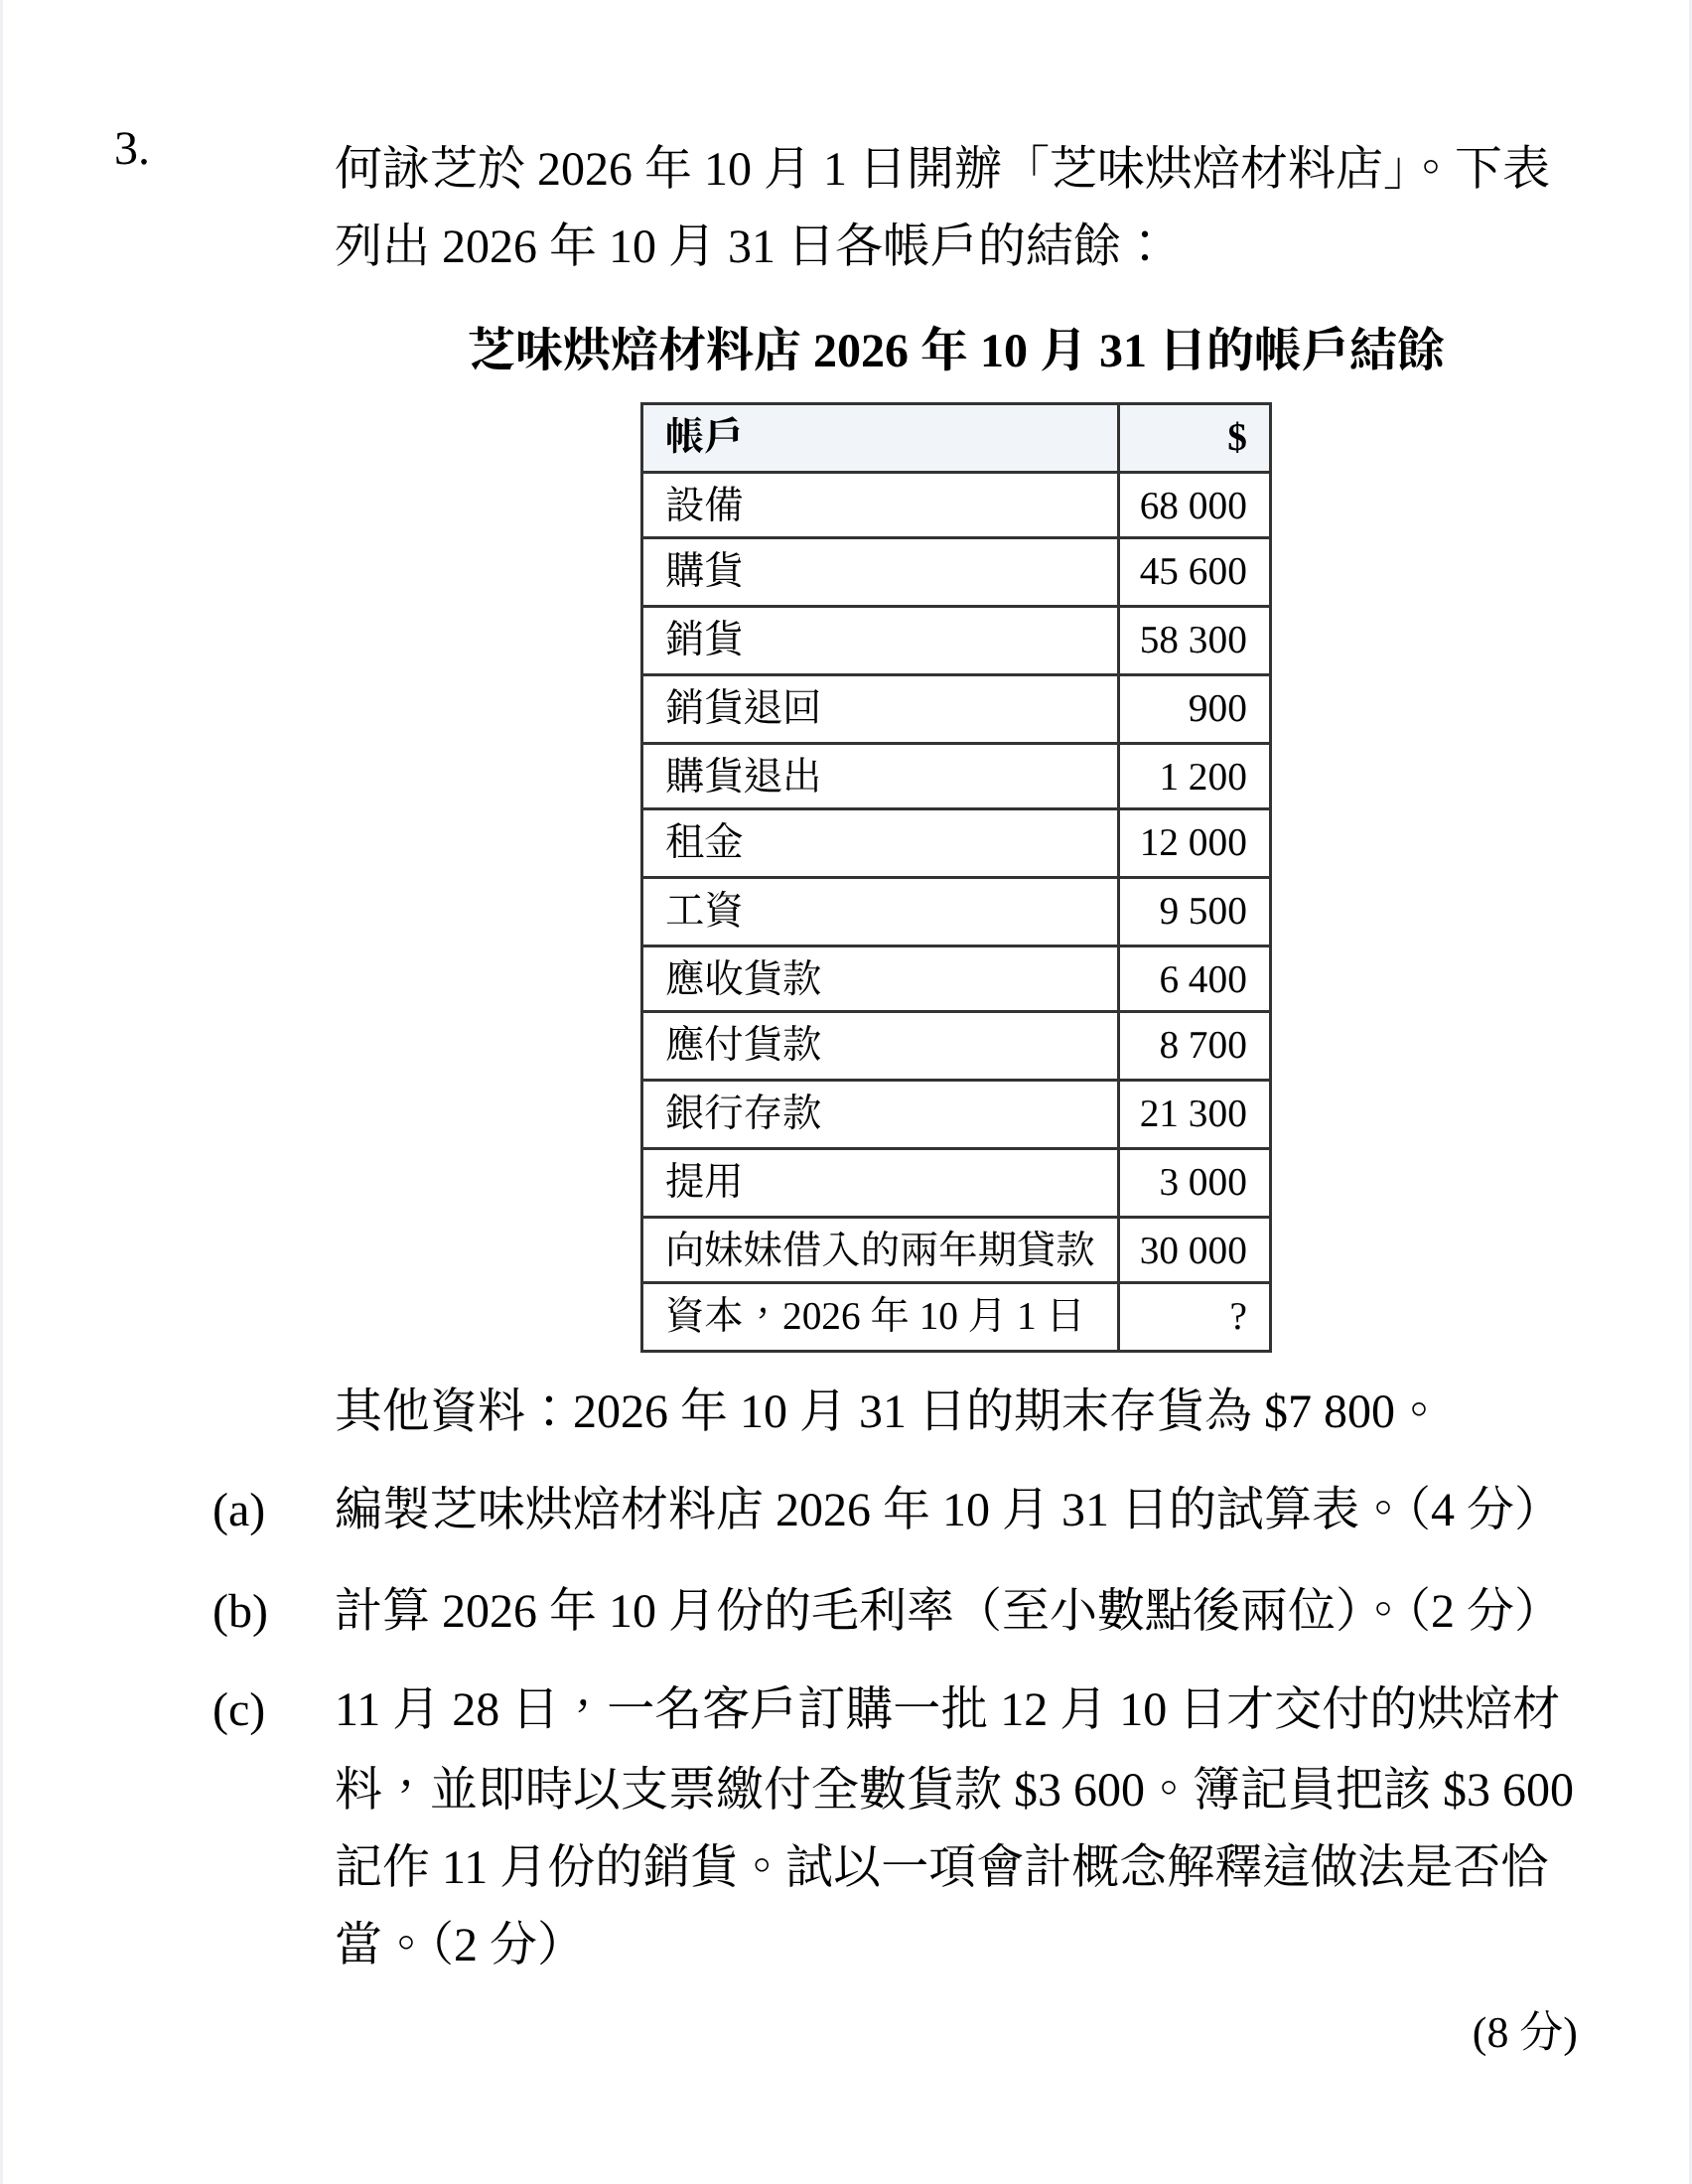 3.
何詠芝於 2026 年 10 月 1 日開辦「芝味烘焙材料店」。下表
列出 2026 年 10 月 31 日各帳戶的結餘：
芝味烘焙材料店 2026 年 10 月 31 日的帳戶結餘
帳戶 $
設備 68 000
購貨 45 600
銷貨 58 300
銷貨退回 900
購貨退出 1 200
租金 12 000
工資 9 500
應收貨款 6 400
應付貨款 8 700
銀行存款 21 300
提用 3 000
向妹妹借入的兩年期貸款 30 000
資本，2026 年 10 月 1 日 ?
其他資料：2026 年 10 月 31 日的期末存貨為 $7 800。
(a) 編製芝味烘焙材料店 2026 年 10 月 31 日的試算表。（4 分）
(b) 計算 2026 年 10 月份的毛利率（至小數點後兩位）。（2 分）
(c) 11 月 28 日，一名客戶訂購一批 12 月 10 日才交付的烘焙材
料，並即時以支票繳付全數貨款 $3 600。簿記員把該 $3 600
記作 11 月份的銷貨。試以一項會計概念解釋這做法是否恰
當。（2 分）
(8 分)